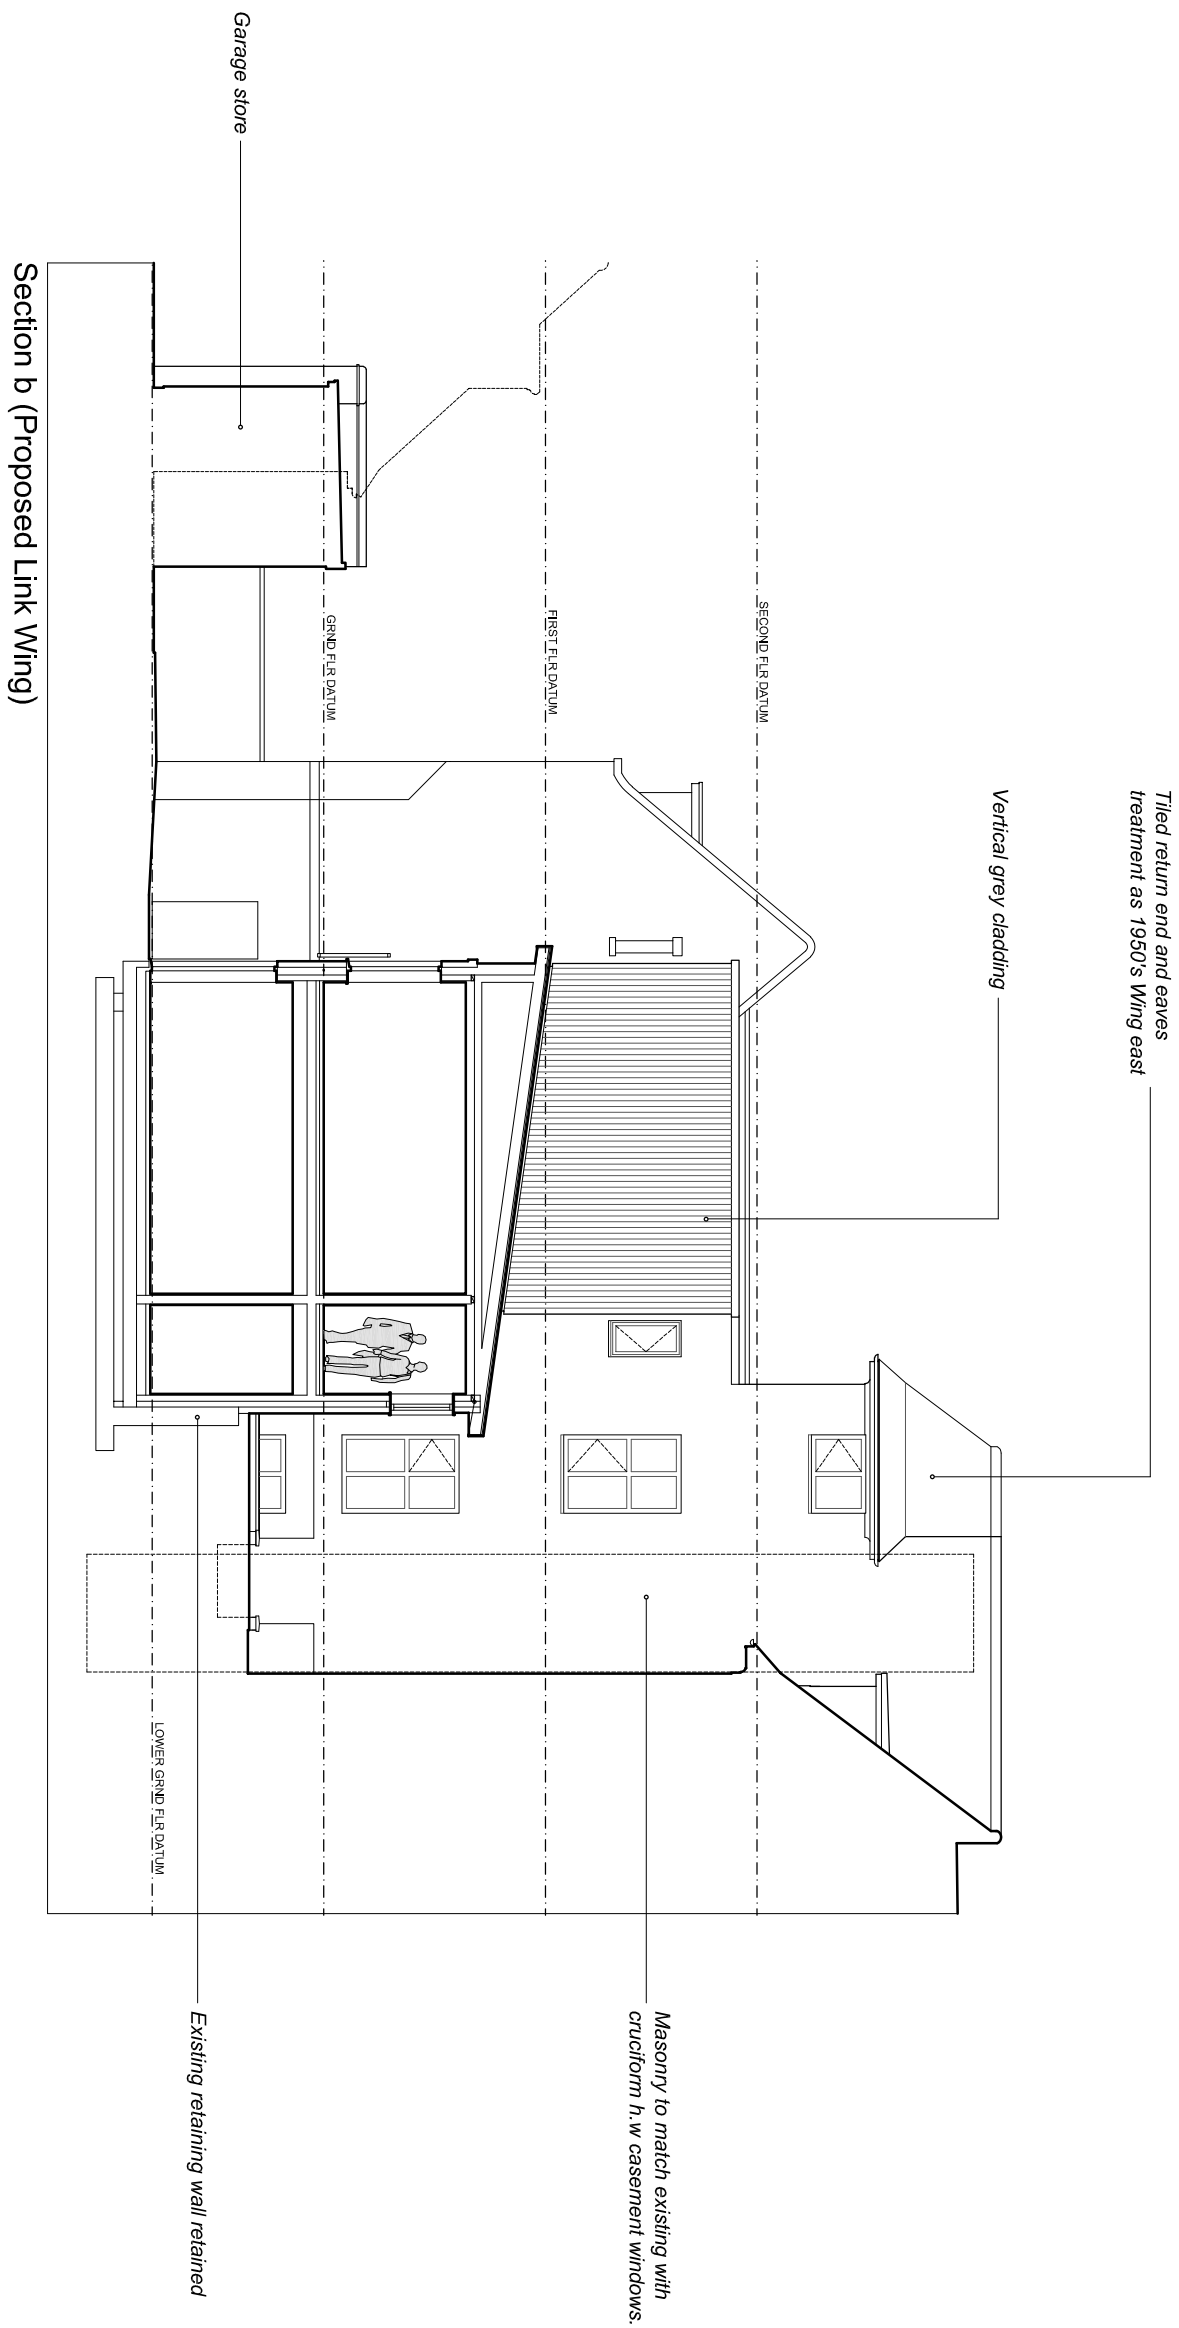 Tiled return end and eaves
treatment as 1950's Wing east
Vertical grey cladding
SECOND FLR DATUM
FIRST FLR DATUM
GRND FLR DATUM
LOWER GRND FLR DATUM
Garage store
Masonry to match existing with
cruciform h.w casement windows.
Existing retaining wall retained
Section b (Proposed Link Wing)